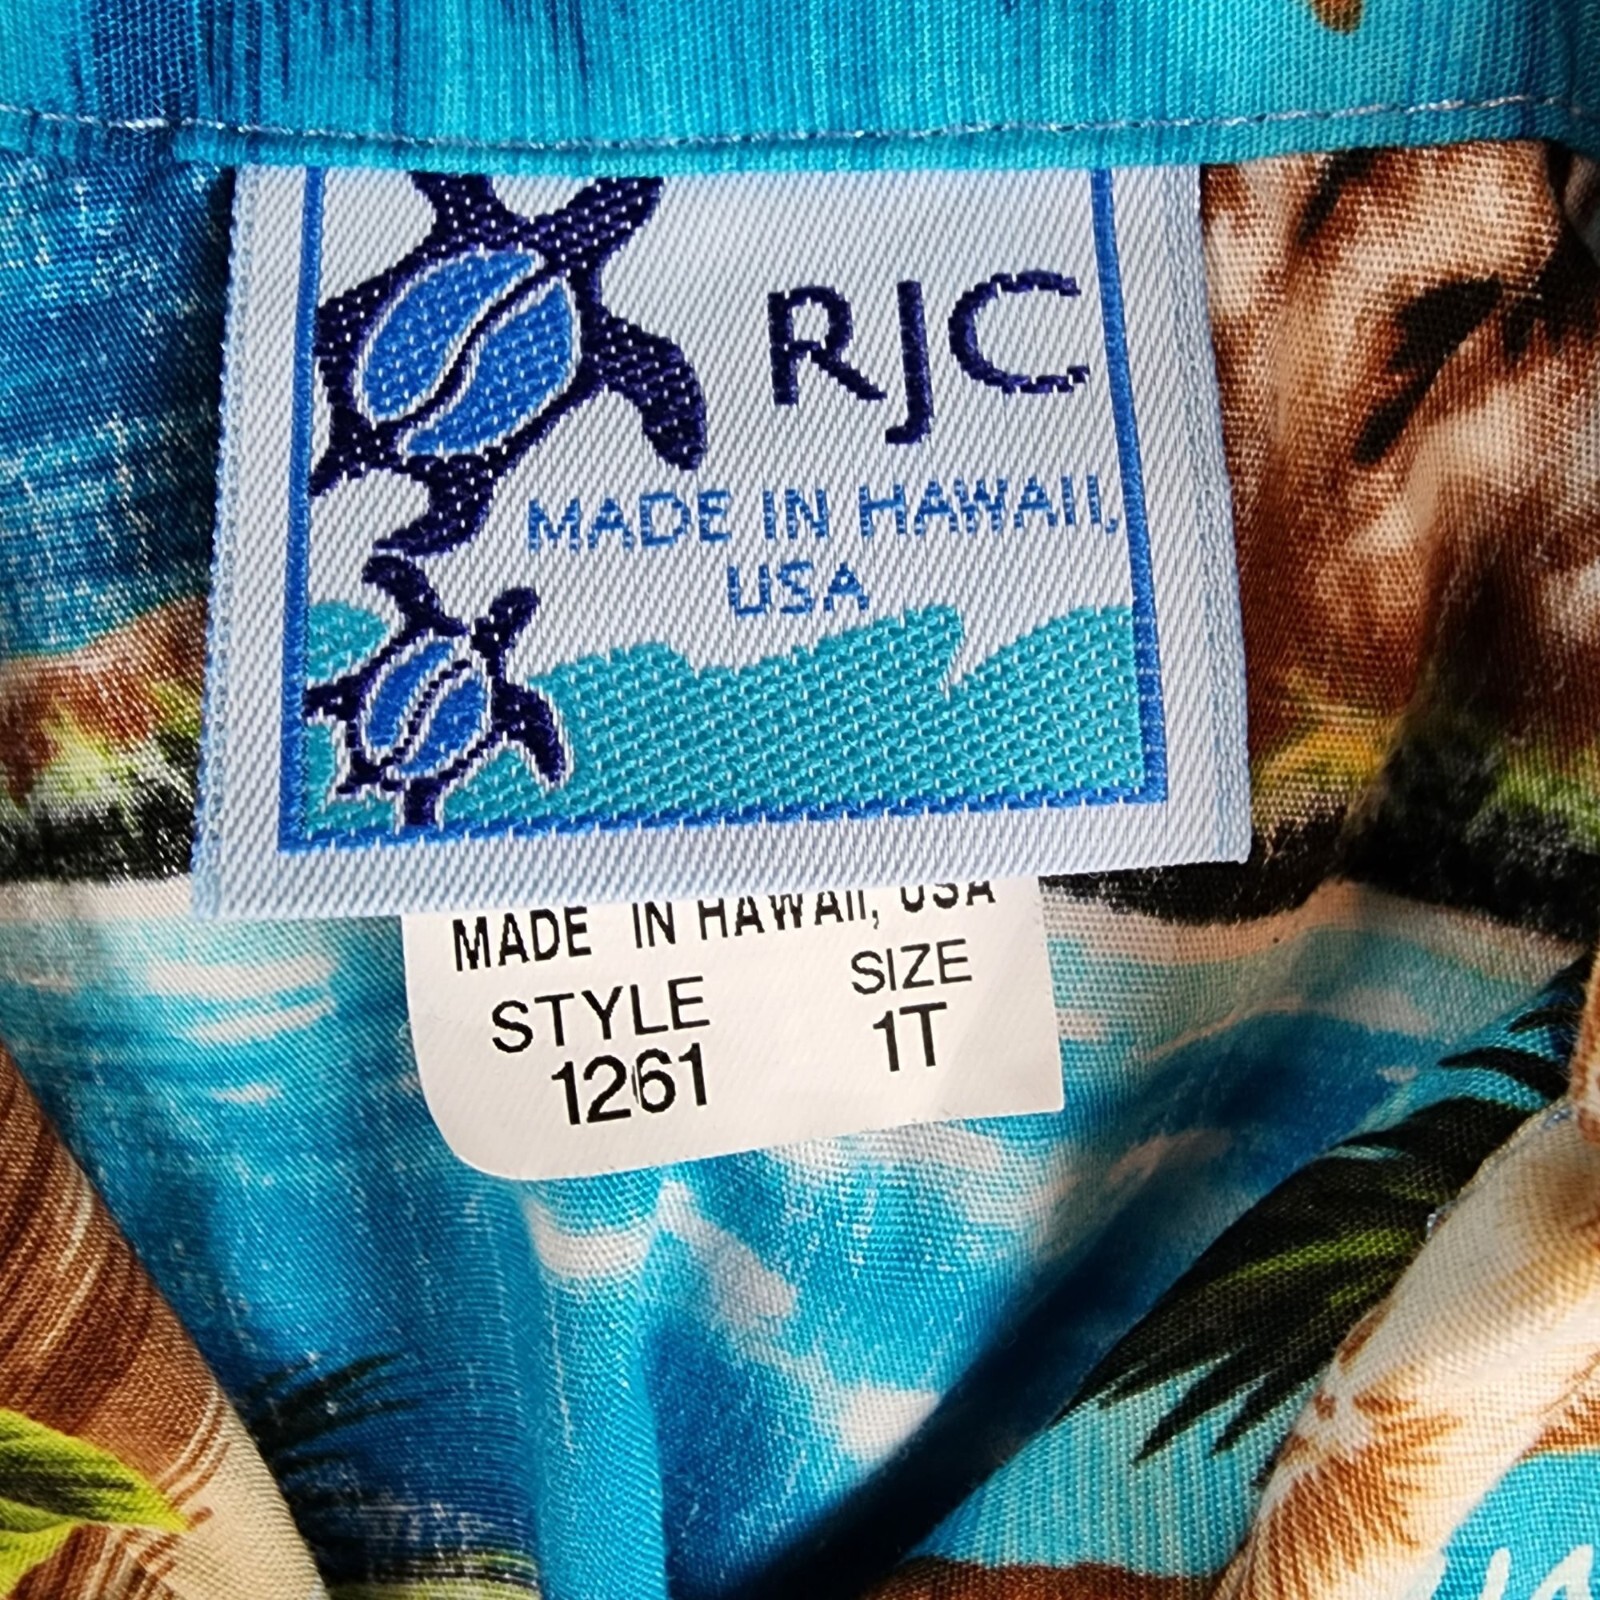 RJC
MADE IN HAWAII,
USA
MADE IN HAWAII, USA
STYLE SIZE
1261 1T